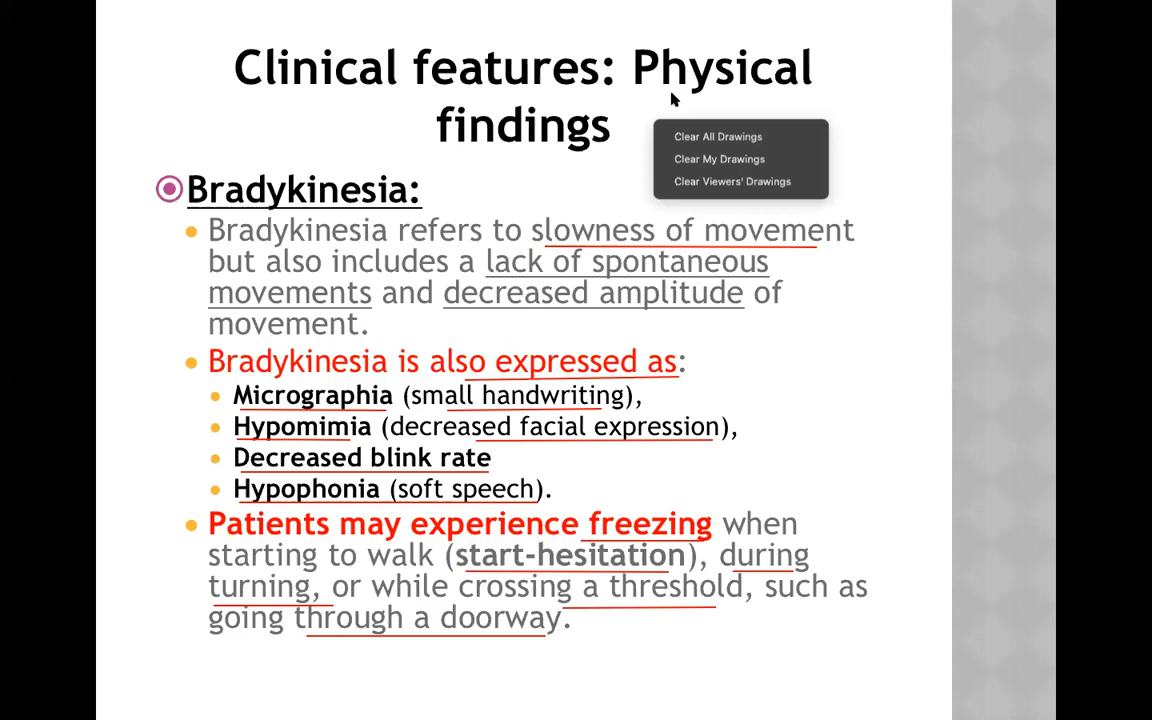 Clinical features: Physical
findings
Clear All Drawings
Clear My Drawings
Clear Viewers' Drawings
Bradykinesia:
Bradykinesia refers to slowness of movement
but also includes a lack of spontaneous
movements and decreased amplitude of
movement.
Bradykinesia is also expressed as:
Micrographia (small handwriting),
Hypomimia (decreased facial expression),
Decreased blink rate
Hypophonia (soft speech).
Patients may experience freezing when
starting to walk (start-hesitation), during
turning, or while crossing a threshold, such as
going through a doorway.